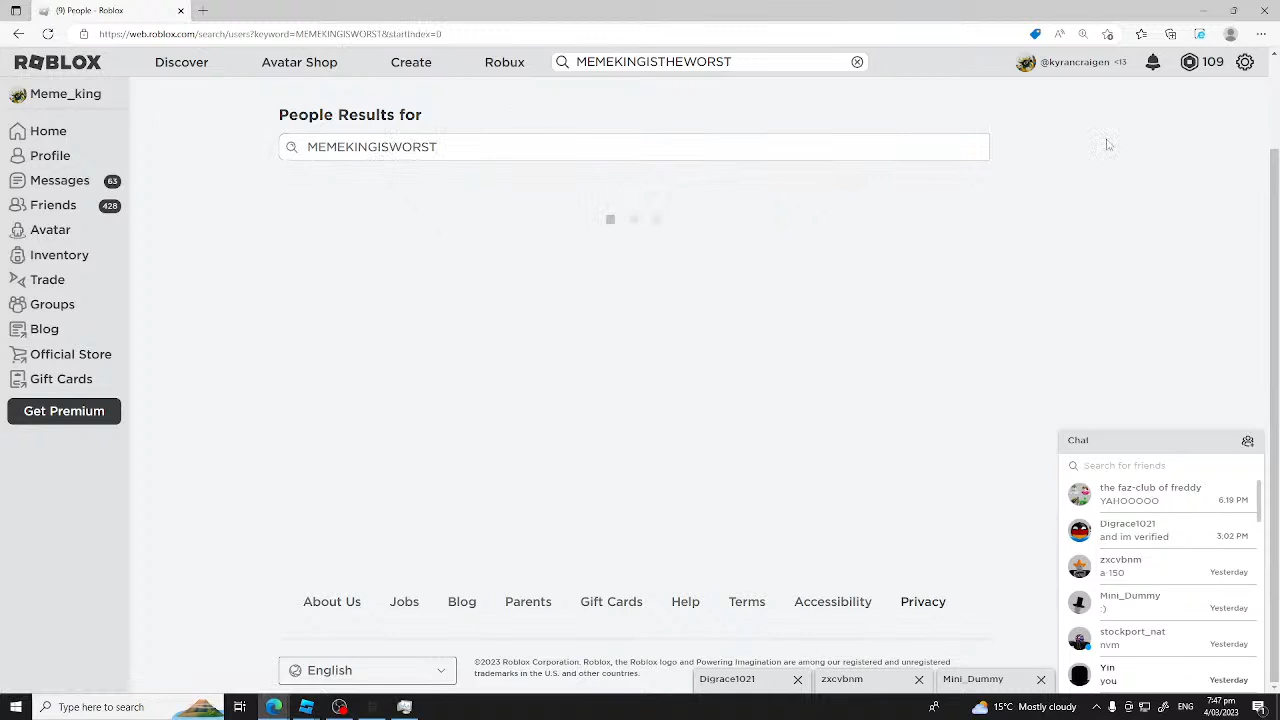 (9) People - Roblox
https://web.roblox.com/search/users?keyword=MEMEKINGISWORST&startIndex=0
ROBLOX
Discover
Avatar Shop
Create
Robux
MEMEKINGISTHEWORST
@kyrancraigen <13
109
Meme_king
Home
Profile
Messages 63
Friends 428
Avatar
Inventory
Trade
Groups
Blog
Official Store
Gift Cards
Get Premium
People Results for
MEMEKINGISWORST
Chat
Search for friends
the faz-club of freddy
YAHOOOOO 6:19 PM
Digrace1021
and im verified 3:02 PM
zxcvbnm
a 150 Yesterday
Mini_Dummy
:) Yesterday
stockport_nat
nvm Yesterday
Yin
you Yesterday
About Us
Jobs
Blog
Parents
Gift Cards
Help
Terms
Accessibility
Privacy
English
©2023 Roblox Corporation. Roblox, the Roblox logo and Powering Imagination are among our registered and unregistered
trademarks in the U.S. and other countries.
Digrace1021
zxcvbnm
Mini_Dummy
Type here to search
15°C Mostly cloudy
ENG
7:47 pm
4/03/2023